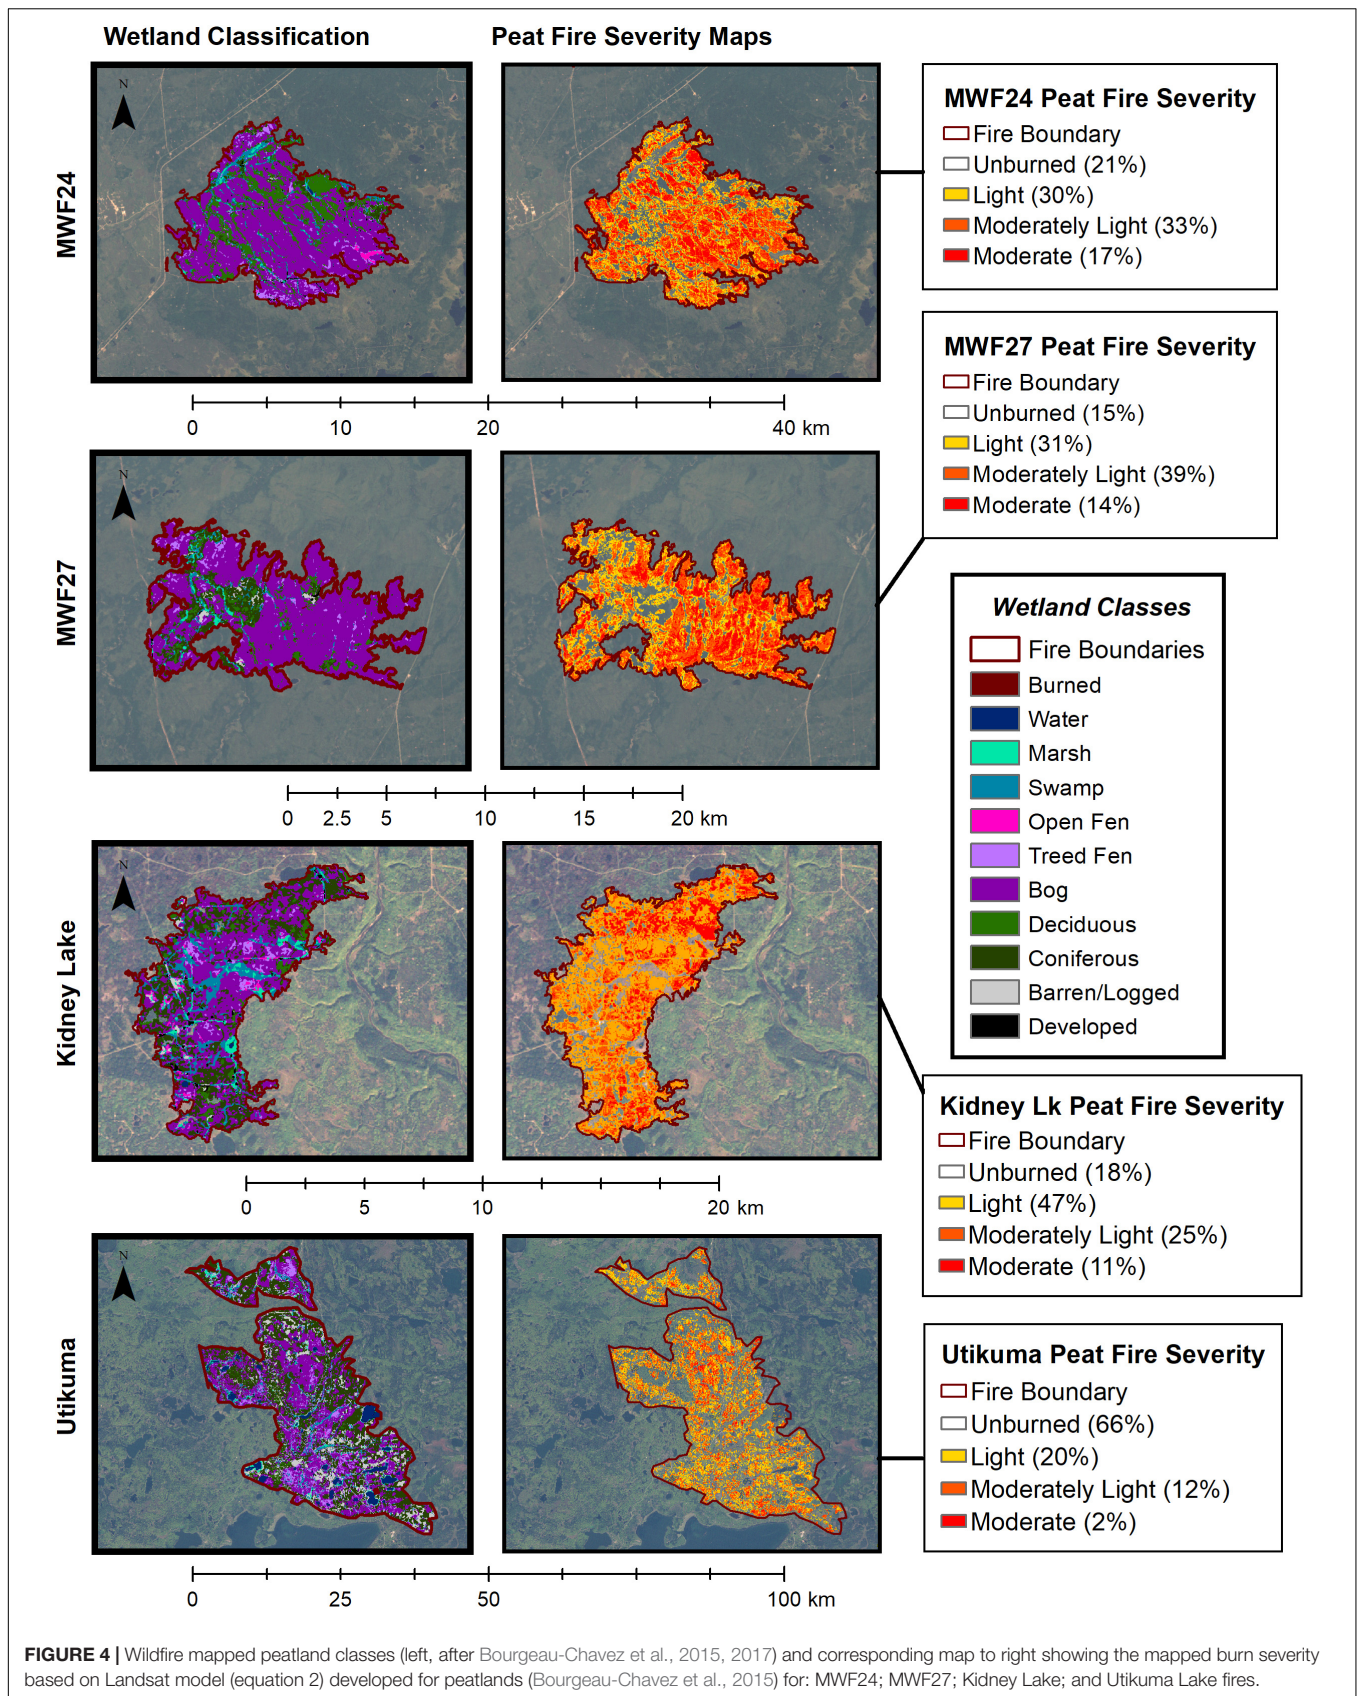 Wetland Classification
Peat Fire Severity Maps
MWF24
N
MWF24 Peat Fire Severity
Fire Boundary
Unburned (21%)
Light (30%)
Moderately Light (33%)
Moderate (17%)
0 10 20 40 km
MWF27
N
MWF27 Peat Fire Severity
Fire Boundary
Unburned (15%)
Light (31%)
Moderately Light (39%)
Moderate (14%)
0 2.5 5 10 15 20 km
Wetland Classes
Fire Boundaries
Burned
Water
Marsh
Swamp
Open Fen
Treed Fen
Bog
Deciduous
Coniferous
Barren/Logged
Developed
Kidney Lake
N
Kidney Lk Peat Fire Severity
Fire Boundary
Unburned (18%)
Light (47%)
Moderately Light (25%)
Moderate (11%)
0 5 10 20 km
Utikuma
N
Utikuma Peat Fire Severity
Fire Boundary
Unburned (66%)
Light (20%)
Moderately Light (12%)
Moderate (2%)
0 25 50 100 km
FIGURE 4 | Wildfire mapped peatland classes (left, after Bourgeau-Chavez et al., 2015, 2017) and corresponding map to right showing the mapped burn severity
based on Landsat model (equation 2) developed for peatlands (Bourgeau-Chavez et al., 2015) for: MWF24; MWF27; Kidney Lake; and Utikuma Lake fires.